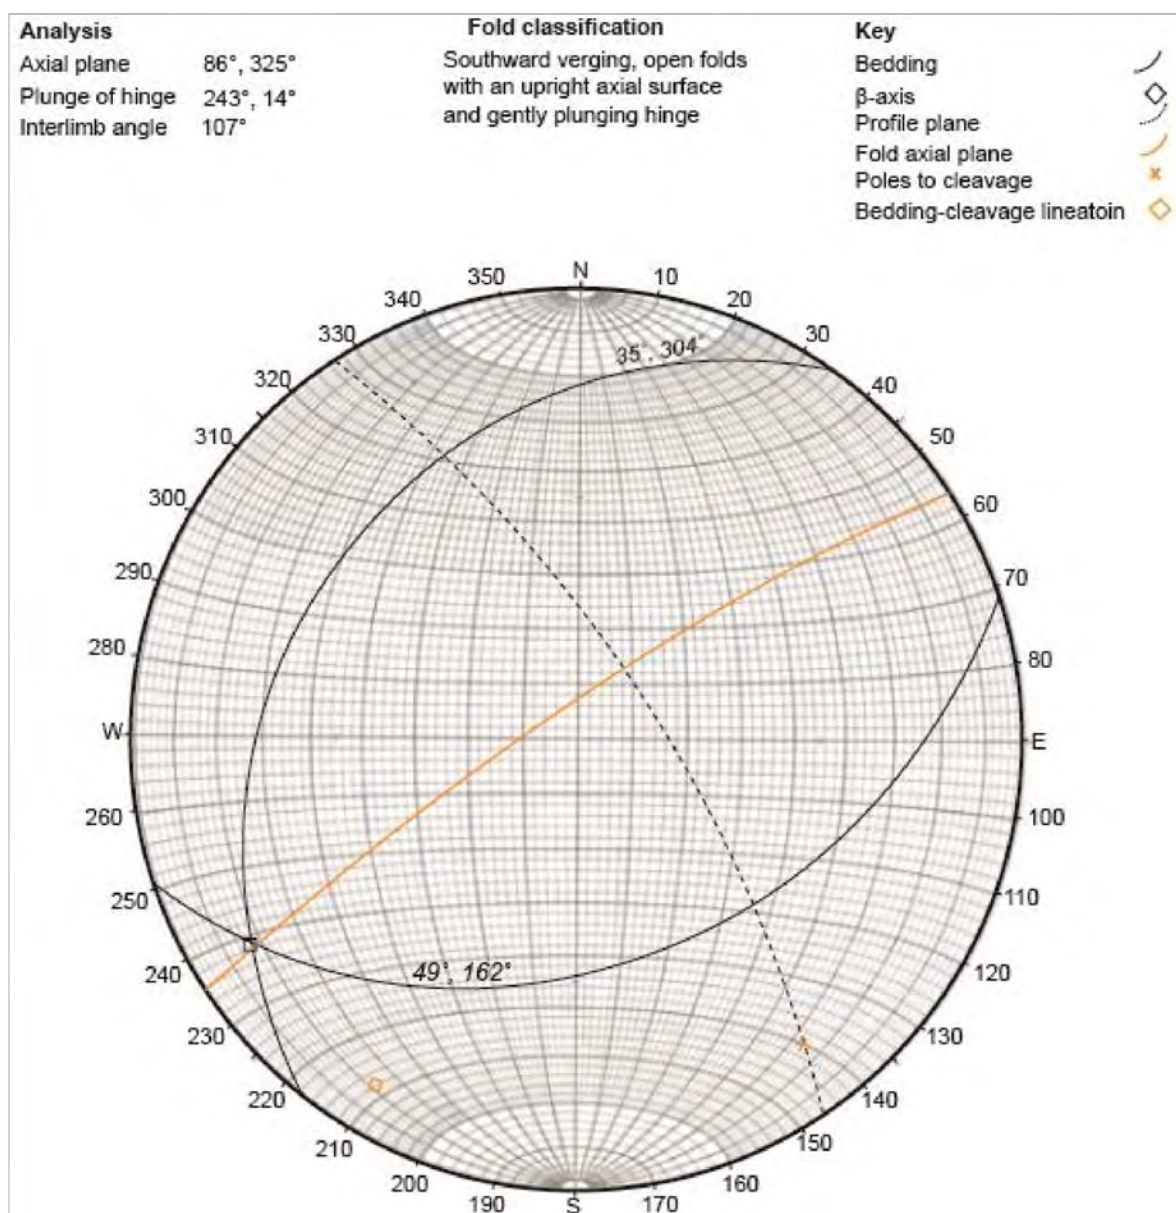 Analysis
Axial plane 86°, 325°
Plunge of hinge 243°, 14°
Interlimb angle 107°
Fold classification
Southward verging, open folds
with an upright axial surface
and gently plunging hinge
Key
Bedding
β-axis
Profile plane
Fold axial plane
Poles to cleavage
Bedding-cleavage lineatoin
N
350
10
340
20
330
30
35°, 304°
320
40
310
50
300
60
290
70
280
80
W
E
260
100
250
110
240
120
49°, 162°
230
130
220
140
210
150
200
160
190
170
S